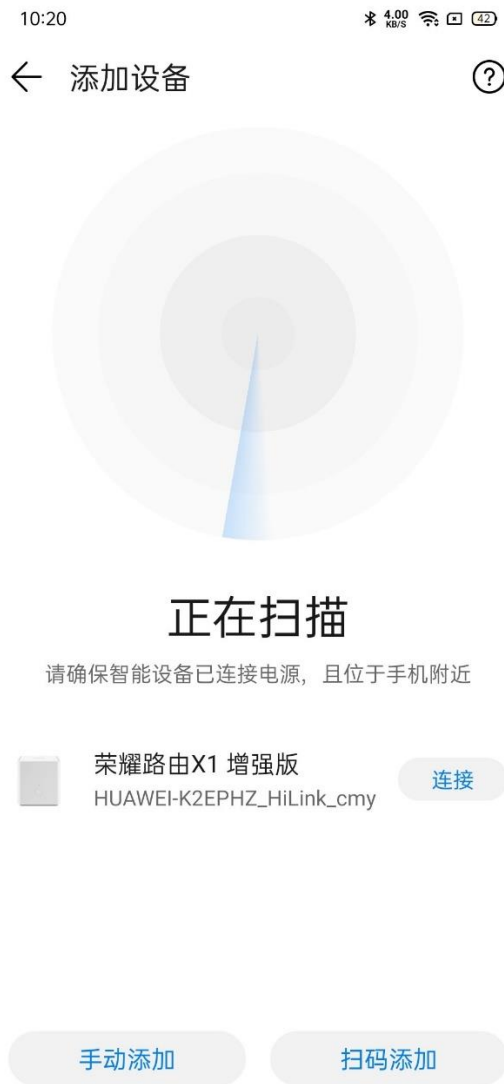 10:20
4.00
KB/S
42
添加设备
?
正在扫描
请确保智能设备已连接电源，且位于手机附近
荣耀路由X1 增强版
HUAWEI-K2EPHZ_HiLink_cmy
连接
手动添加
扫码添加